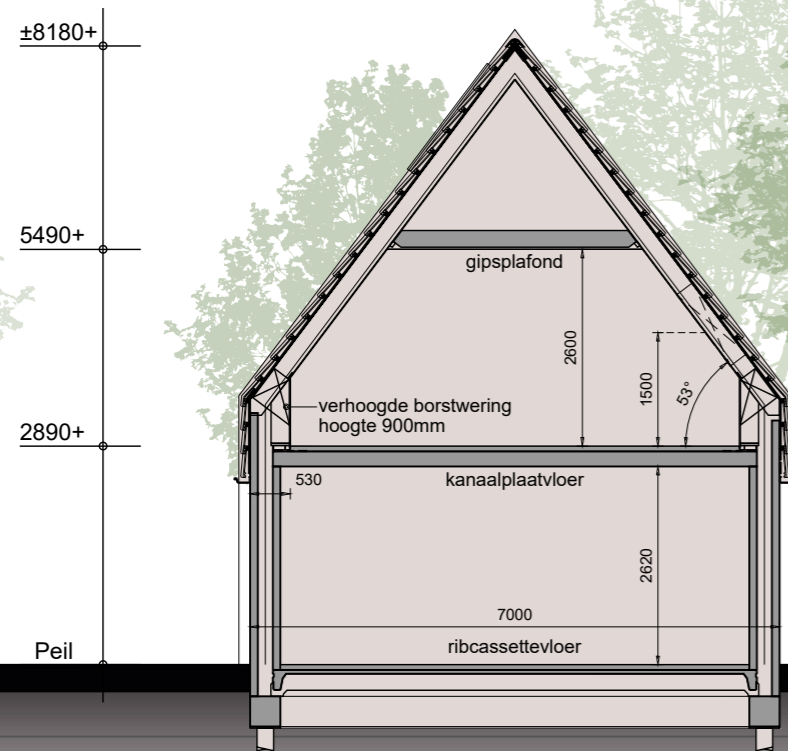 ±8180+
5490+
gipsplafond
2600
1500
53°
verhoogde borstwering
hoogte 900mm
2890+
530
kanaalplaatvloer
2620
7000
Peil
ribcassettevloer